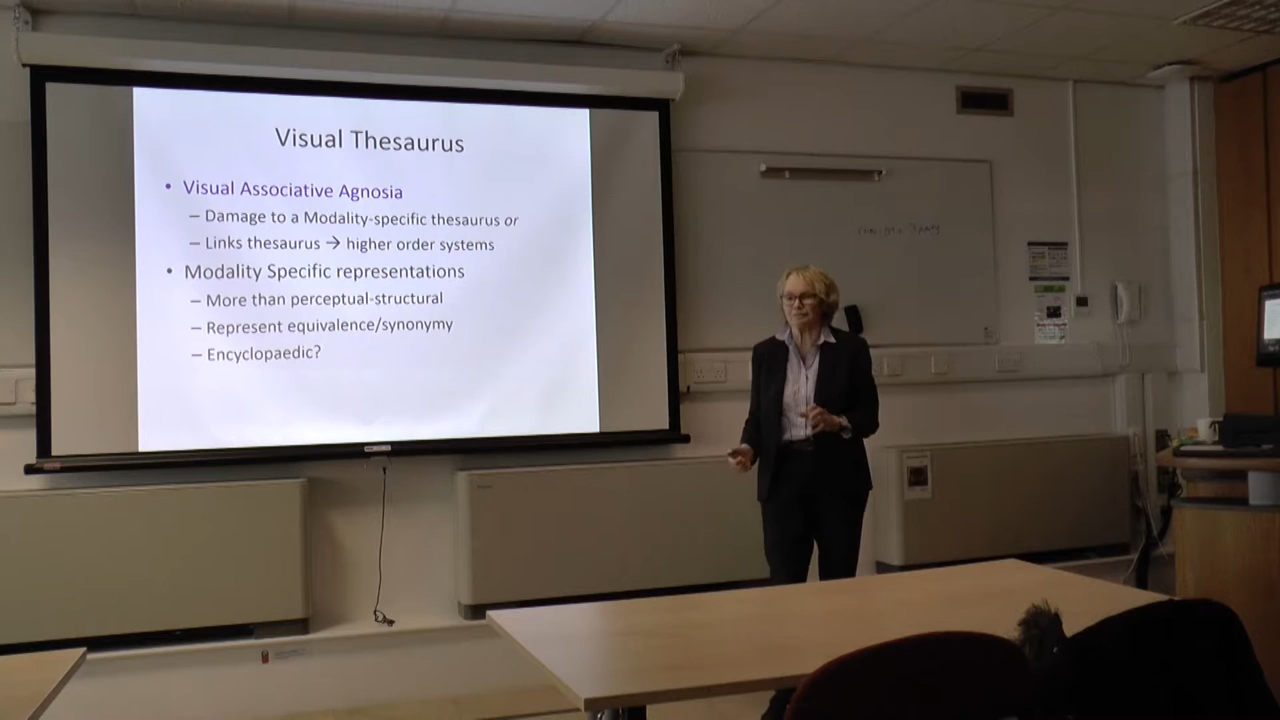 Visual Thesaurus
• Visual Associative Agnosia
– Damage to a Modality-specific thesaurus or
– Links thesaurus → higher order systems
• Modality Specific representations
– More than perceptual-structural
– Represent equivalence/synonymy
– Encyclopaedic?